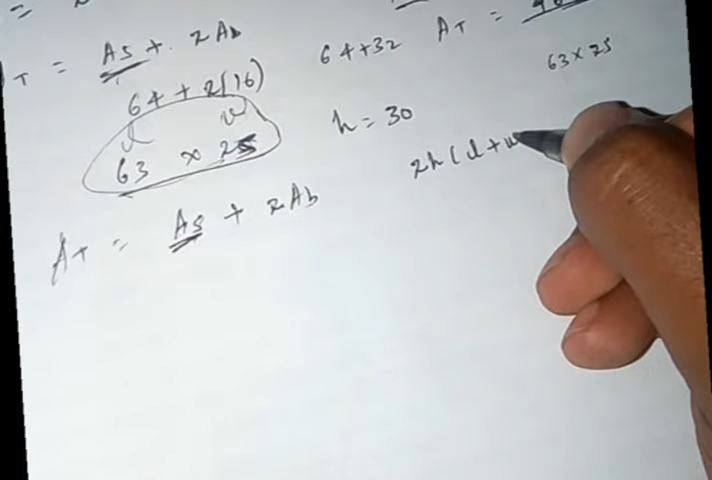 T = As + 2Ab
64 + 2(16)
l w
63 x 25
AT = As + 2Ab
64+32 AT =
63 x 25
h = 30
2h (l + w